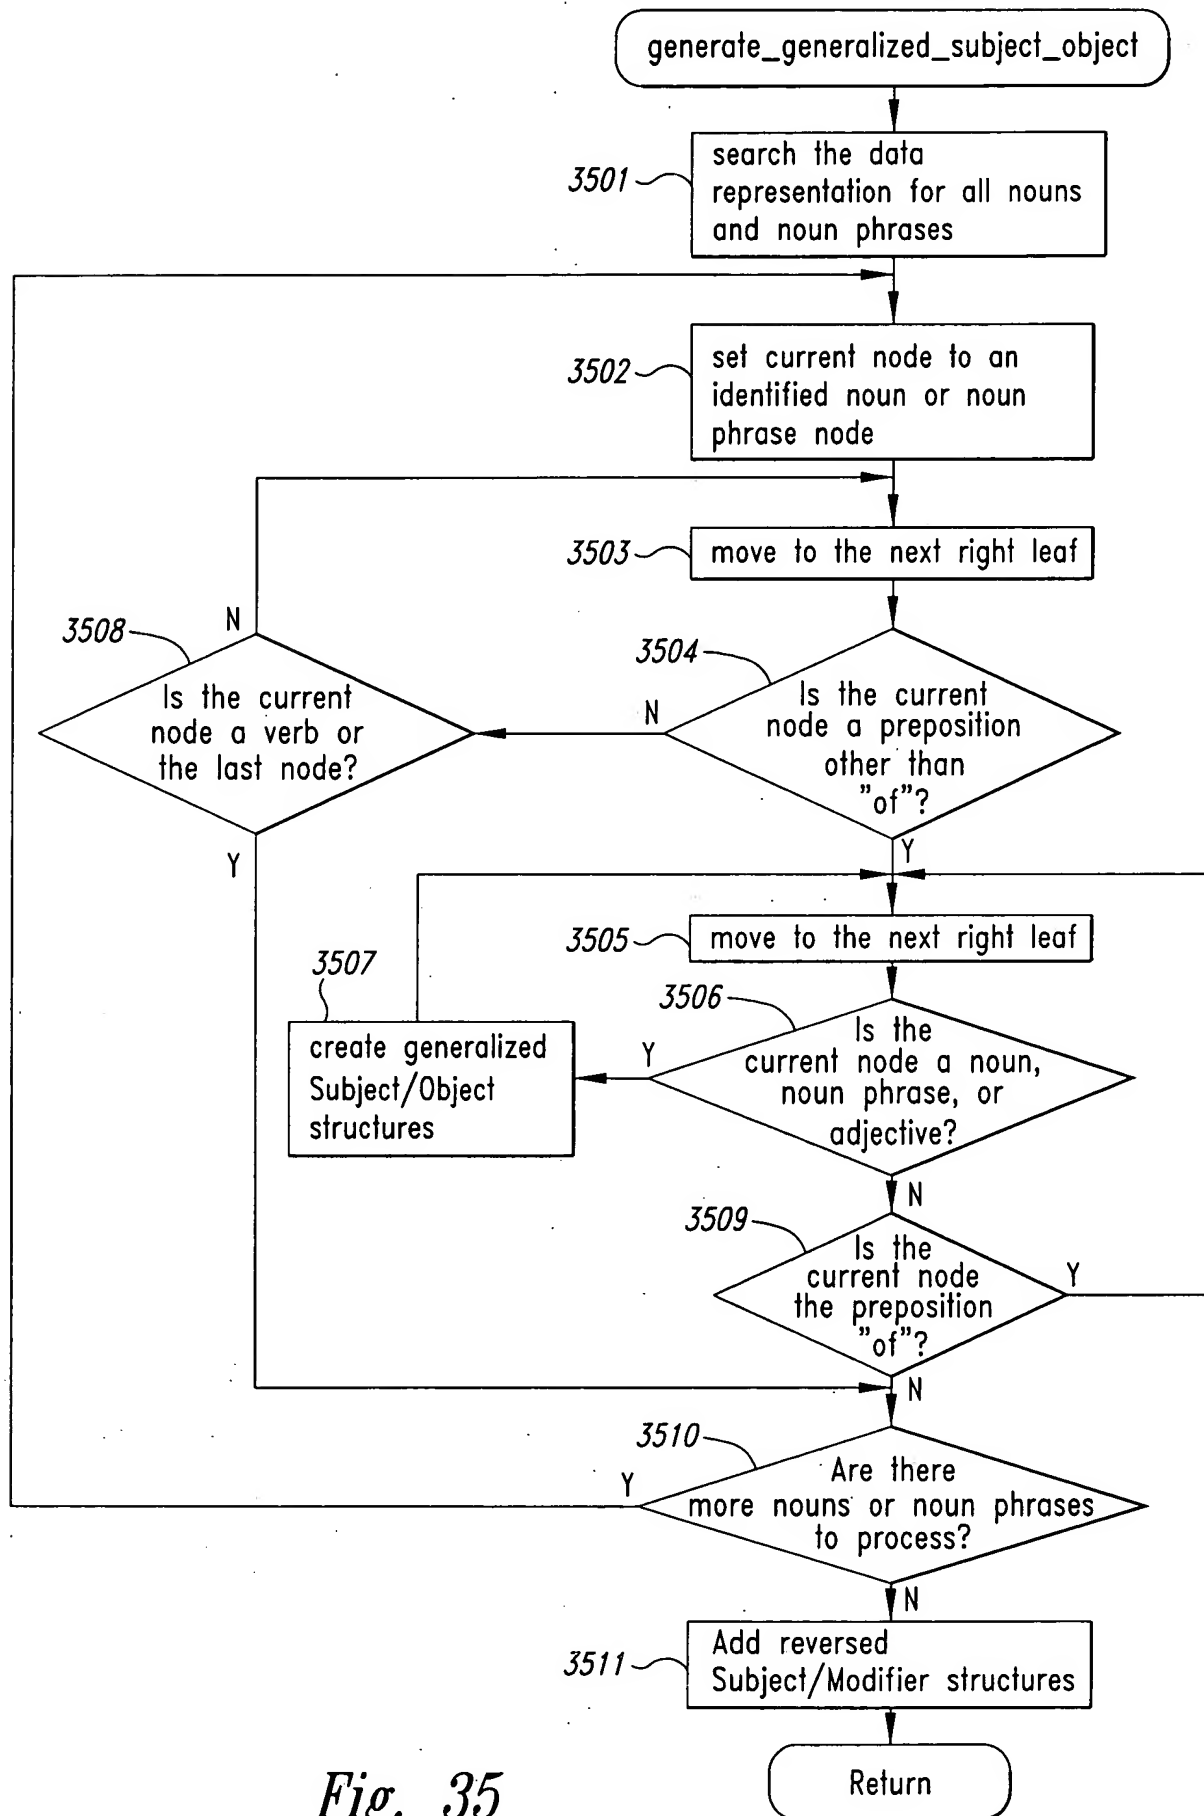 generate_generalized_subject_object
3501
search the data
representation for all nouns
and noun phrases
3502
set current node to an
identified noun or noun
phrase node
3503
move to the next right leaf
3508
N
Is the current
node a verb or
the last node?
Y
3504
N
Is the current
node a preposition
other than
"of"?
Y
3505
move to the next right leaf
3507
create generalized
Subject/Object
structures
3506
Y
Is the
current node a noun,
noun phrase, or
adjective?
N
3509
Is the
current node
the preposition
"of"?
Y
N
3510
Y
Are there
more nouns or noun phrases
to process?
N
3511
Add reversed
Subject/Modifier structures
Return
Fig. 35